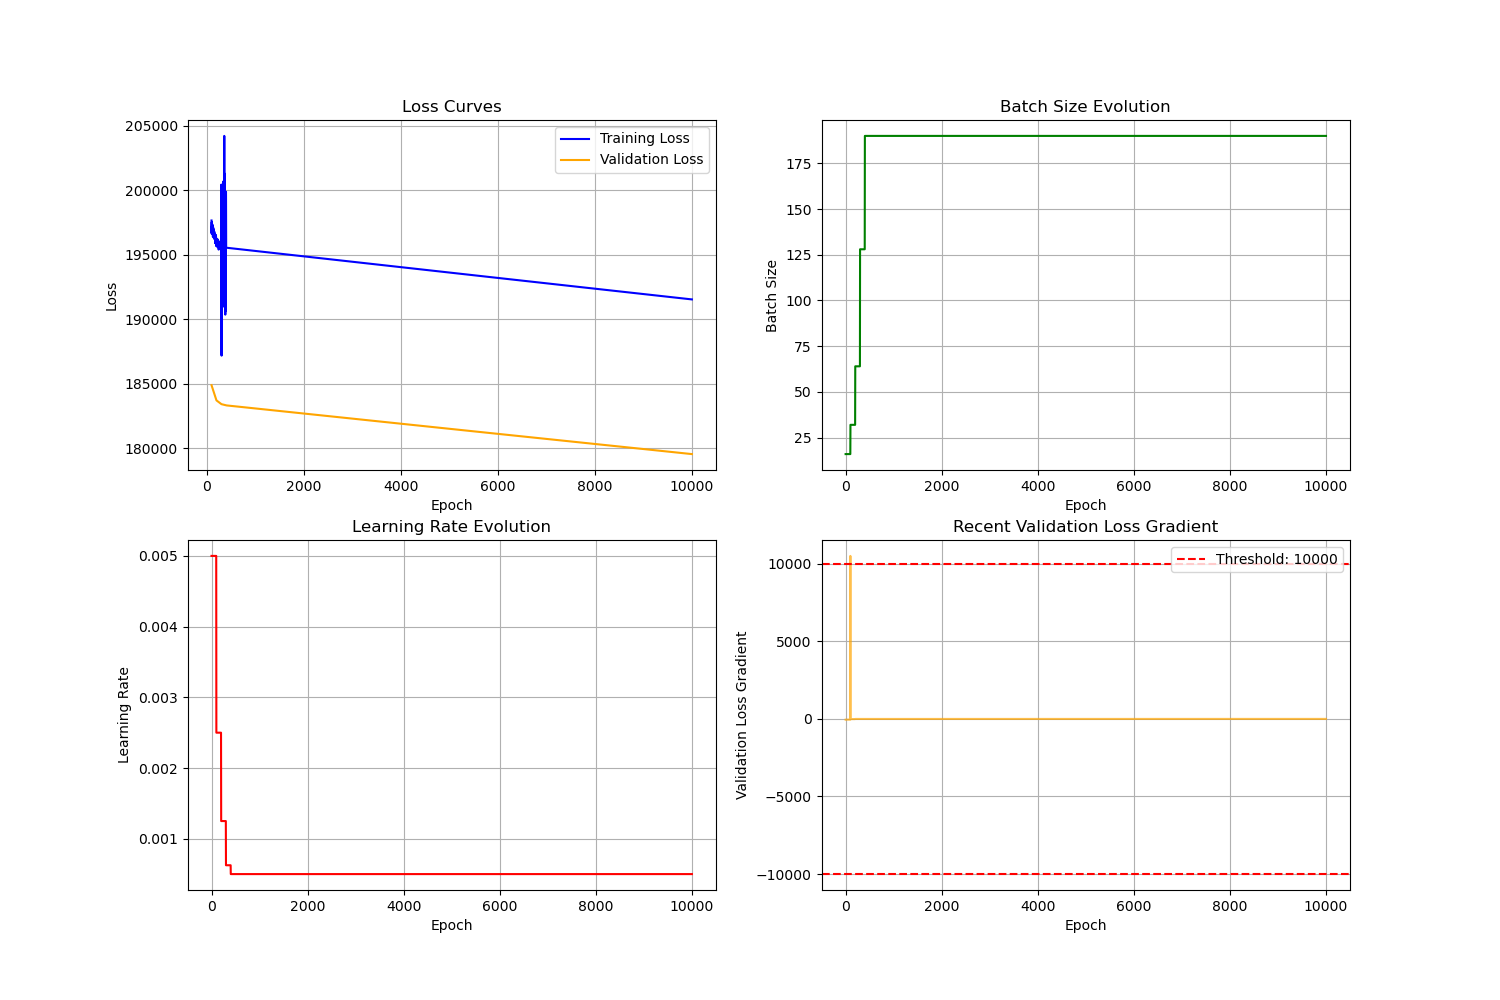 Loss Curves
205000
200000
195000
190000
185000
180000
Loss
Training Loss
Validation Loss
0 2000 4000 6000 8000 10000
Epoch
Batch Size Evolution
175
150
125
100
75
50
25
Batch Size
0 2000 4000 6000 8000 10000
Epoch
Learning Rate Evolution
0.005
0.004
0.003
0.002
0.001
Learning Rate
0 2000 4000 6000 8000 10000
Epoch
Recent Validation Loss Gradient
10000
5000
0
−5000
−10000
Validation Loss Gradient
Threshold: 10000
0 2000 4000 6000 8000 10000
Epoch